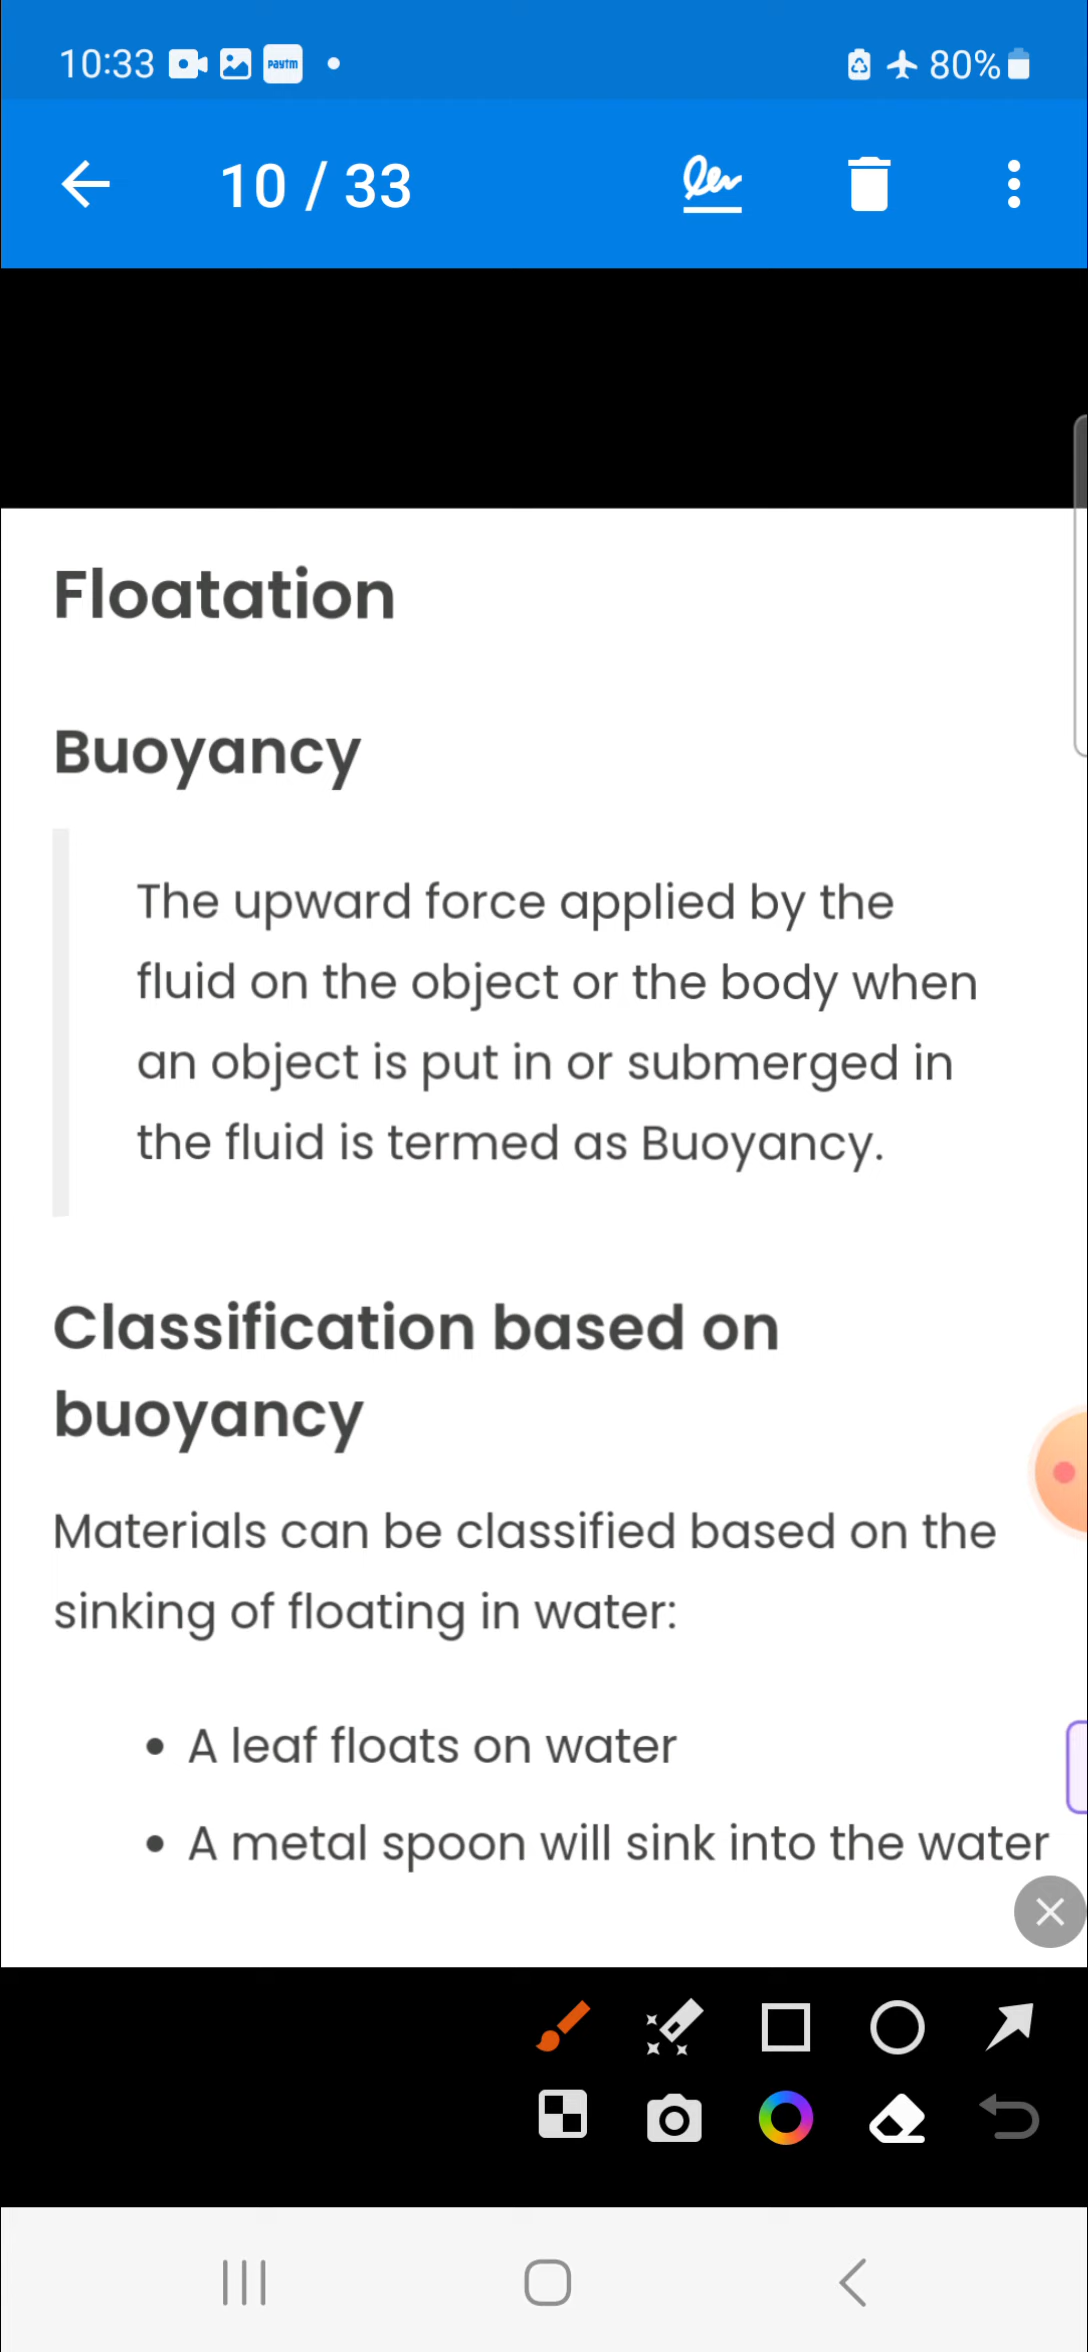 10:33 Paytm 80%
10 / 33
Floatation
Buoyancy
The upward force applied by the
fluid on the object or the body when
an object is put in or submerged in
the fluid is termed as Buoyancy.
Classification based on
buoyancy
Materials can be classified based on the
sinking of floating in water:
• A leaf floats on water
• A metal spoon will sink into the water